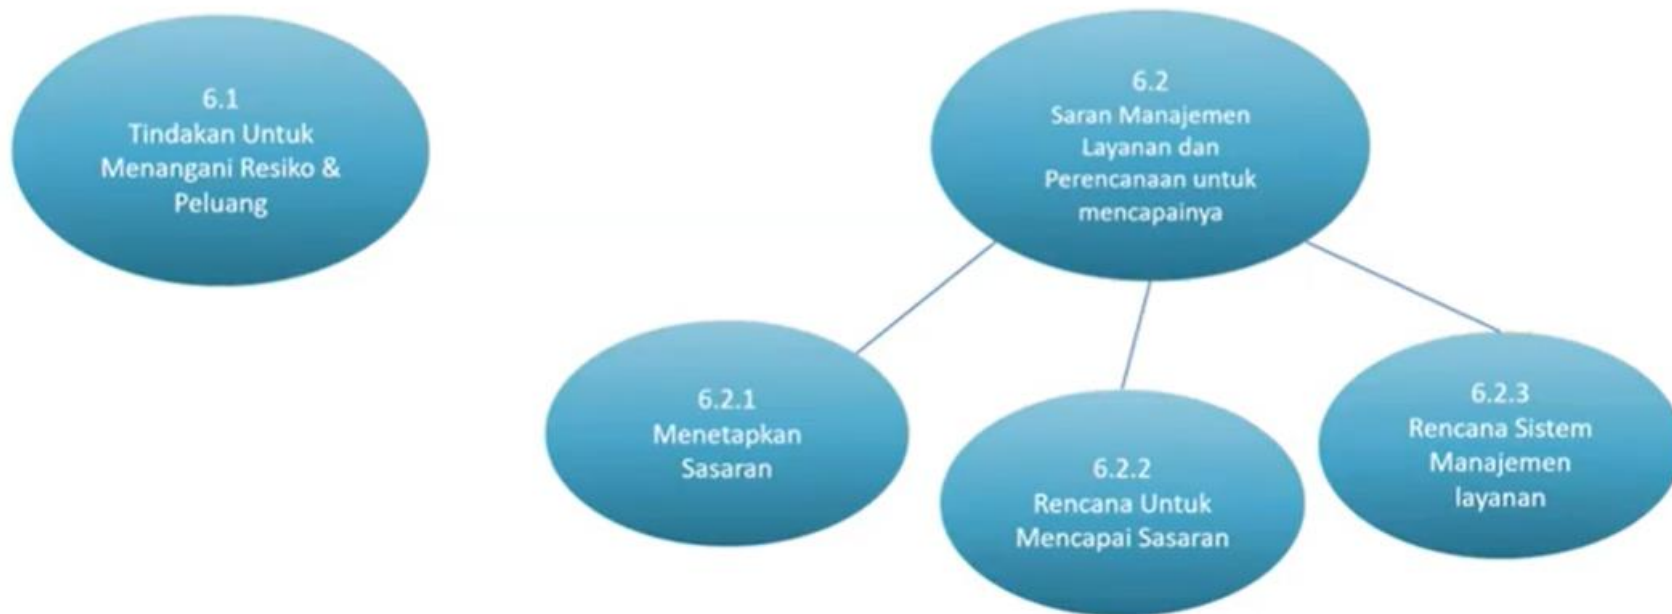 6.1
Tindakan Untuk
Menangani Resiko &
Peluang
6.2
Saran Manajemen
Layanan dan
Perencanaan untuk
mencapainya
6.2.1
Menetapkan
Sasaran
6.2.2
Rencana Untuk
Mencapai Sasaran
6.2.3
Rencana Sistem
Manajemen
layanan